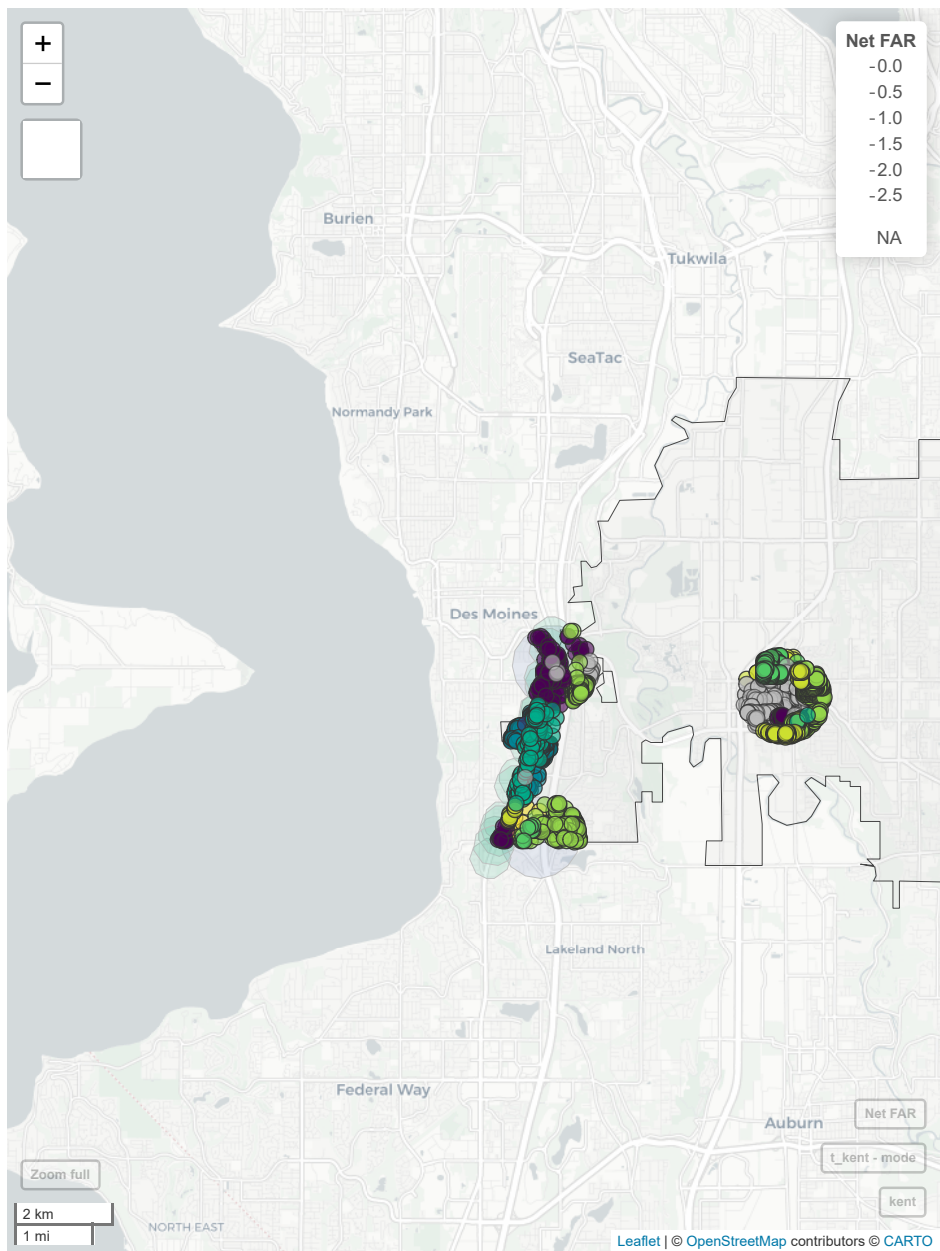 +
−
Net FAR
-0.0
-0.5
-1.0
-1.5
-2.0
-2.5
NA
Burien
Tukwila
SeaTac
Normandy Park
Des Moines
Lakeland North
Federal Way
Auburn
Net FAR
t_kent - mode
kent
Zoom full
2 km
1 mi
NORTH EAST
Leaflet | © OpenStreetMap contributors © CARTO